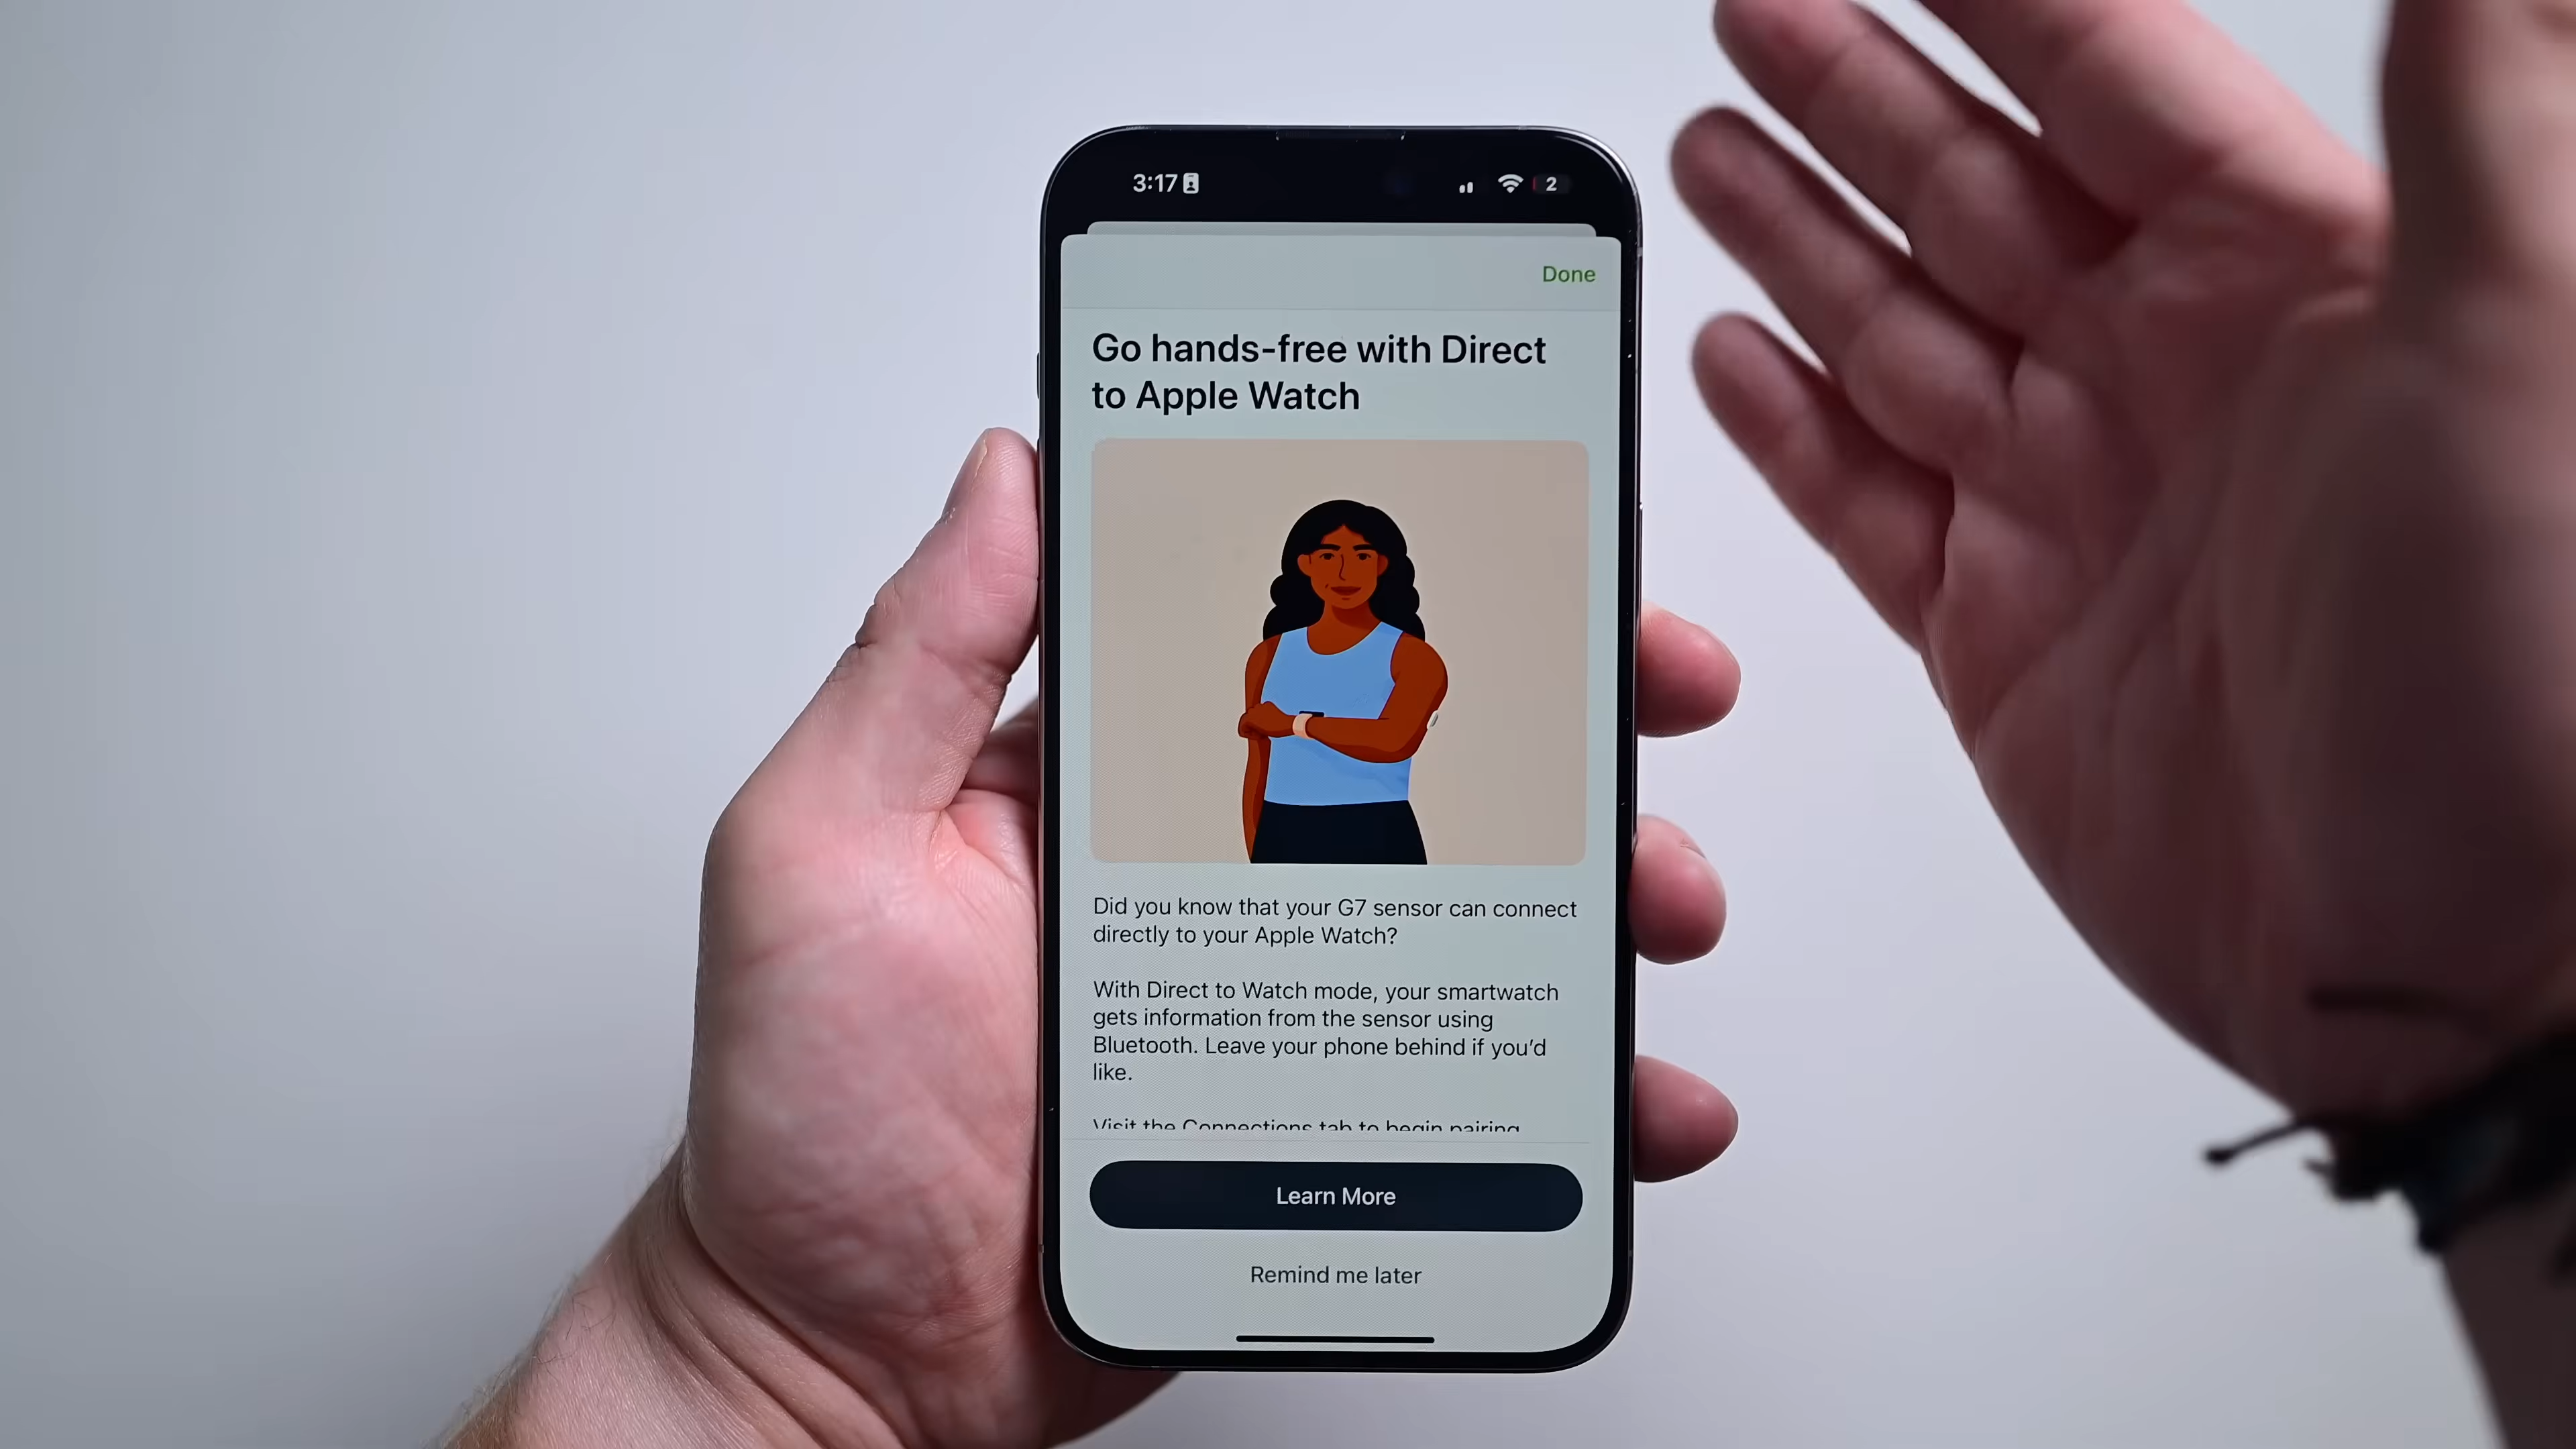 3:17
2
Done
Go hands-free with Direct
to Apple Watch
Did you know that your G7 sensor can connect
directly to your Apple Watch?
With Direct to Watch mode, your smartwatch
gets information from the sensor using
Bluetooth. Leave your phone behind if you’d
like.
Visit the Connections tab to begin pairing
Learn More
Remind me later